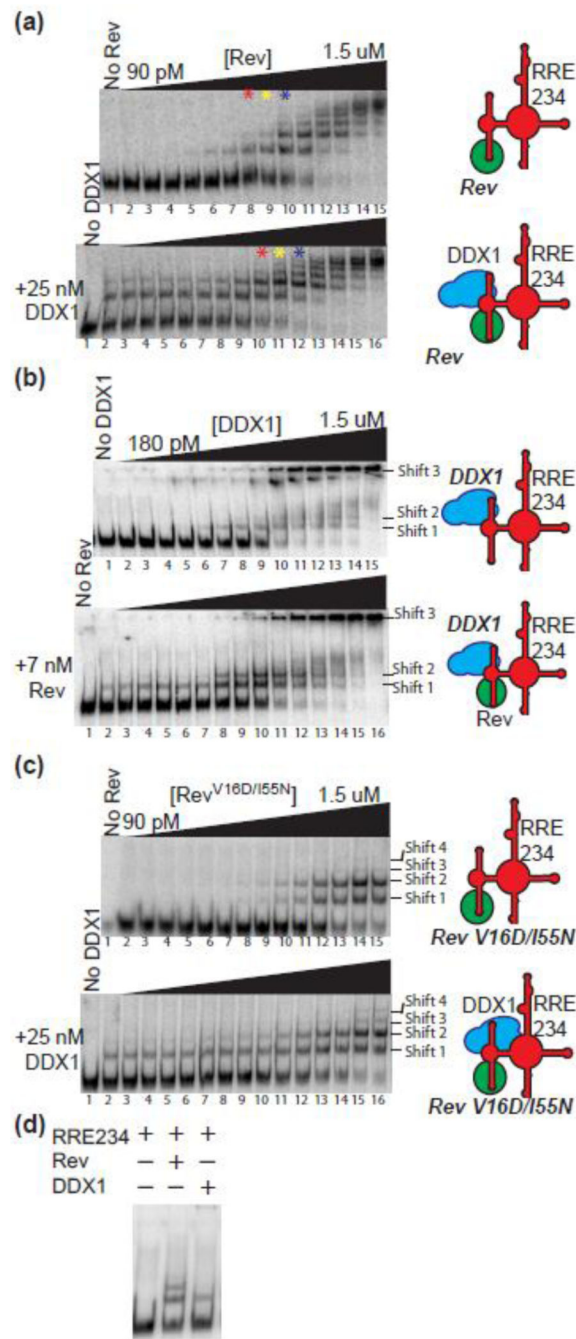 (a)
No Rev
90 pM
[Rev]
1.5 uM
* * *
1 2 3 4 5 6 7 8 9 10 11 12 13 14 15
RRE
234
Rev
No DDX1
+25 nM
DDX1
* * *
1 2 3 4 5 6 7 8 9 10 11 12 13 14 15 16
DDX1
RRE
234
Rev
(b)
No DDX1
180 pM
[DDX1]
1.5 uM
Shift 3
Shift 2
Shift 1
1 2 3 4 5 6 7 8 9 10 11 12 13 14 15
DDX1
RRE
234
No Rev
+7 nM
Rev
Shift 3
Shift 2
Shift 1
1 2 3 4 5 6 7 8 9 10 11 12 13 14 15 16
DDX1
RRE
234
Rev
(c)
No Rev
90 pM
[Rev^V16D/I55N]
1.5 uM
Shift 4
Shift 3
Shift 2
Shift 1
1 2 3 4 5 6 7 8 9 10 11 12 13 14 15
RRE
234
Rev V16D/I55N
No DDX1
+25 nM
DDX1
Shift 4
Shift 3
Shift 2
Shift 1
1 2 3 4 5 6 7 8 9 10 11 12 13 14 15 16
DDX1
RRE
234
Rev V16D/I55N
(d)
RRE234 + + +
Rev − + −
DDX1 − − +